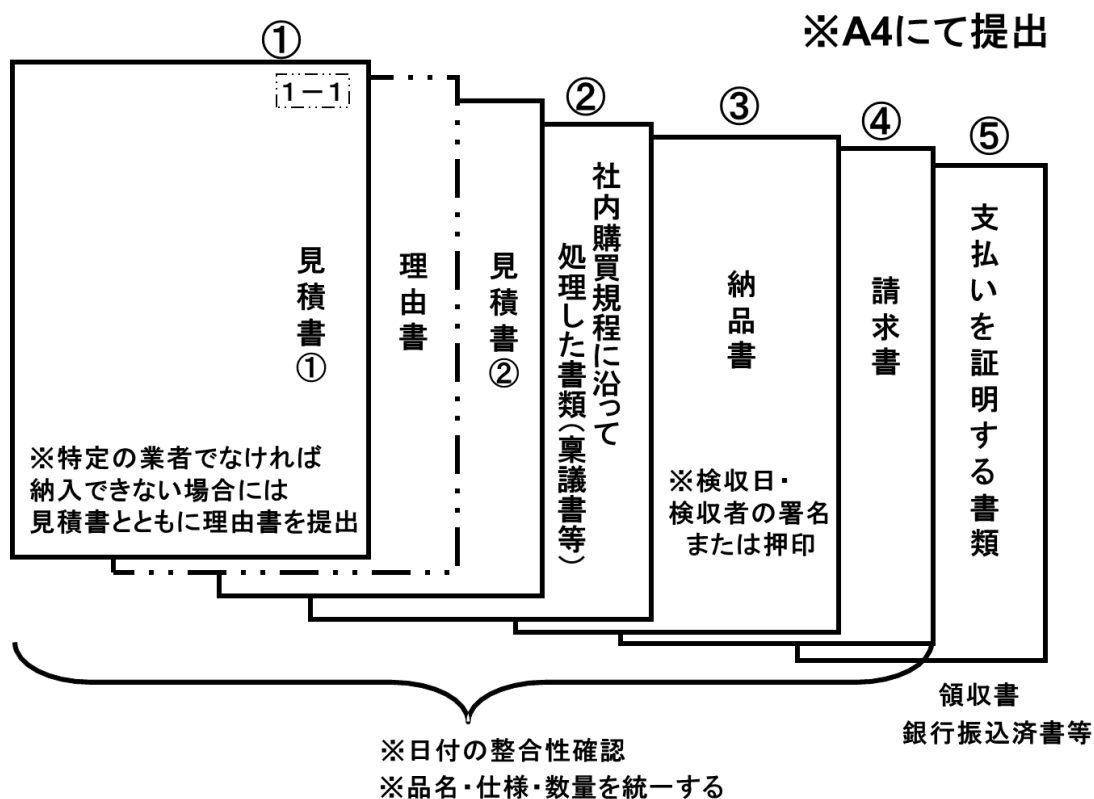 ※A4にて提出
①
1－1
見積書①
※特定の業者でなければ
納入できない場合には
見積書とともに理由書を提出
理由書
見積書②
②
社内購買規程に沿って
処理した書類(稟議書等)
③
納品書
※検収日・
検収者の署名
または押印
④
請求書
⑤
支払いを証明する書類
領収書
銀行振込済書等
※日付の整合性確認
※品名・仕様・数量を統一する